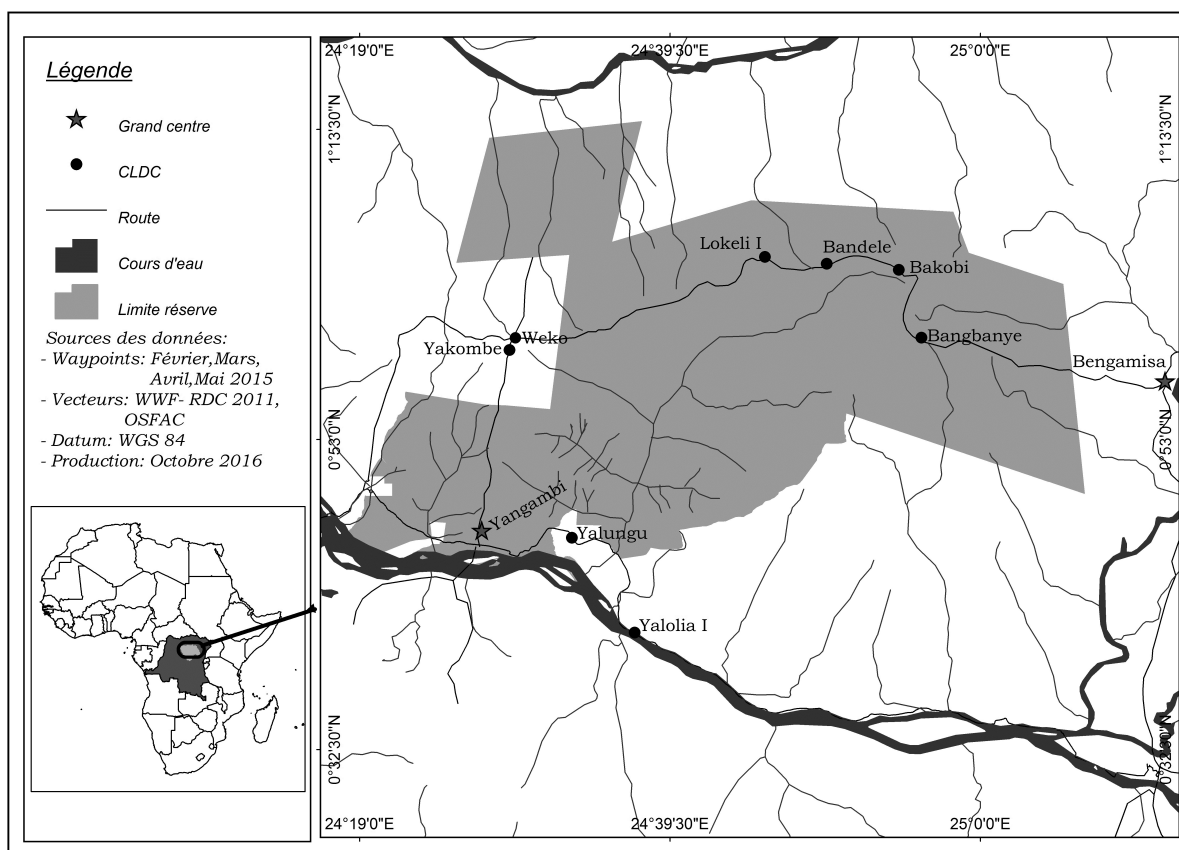 Légende
Grand centre
CLDC
Route
Cours d'eau
Limite réserve
Sources des données:
- Waypoints: Février,Mars,
Avril,Mai 2015
- Vecteurs: WWF- RDC 2011,
OSFAC
- Datum: WGS 84
- Production: Octobre 2016
24°19'0"E
24°39'30"E
25°0'0"E
1°13'30"N
1°13'30"N
Lokeli I
Bandele
Bakobi
Weko
Yakombe
Bangbanye
Bengamisa
0°53'0"N
0°53'0"N
Yangambi
Yalungu
Yalolia I
0°32'30"N
0°32'30"N
24°19'0"E
24°39'30"E
25°0'0"E